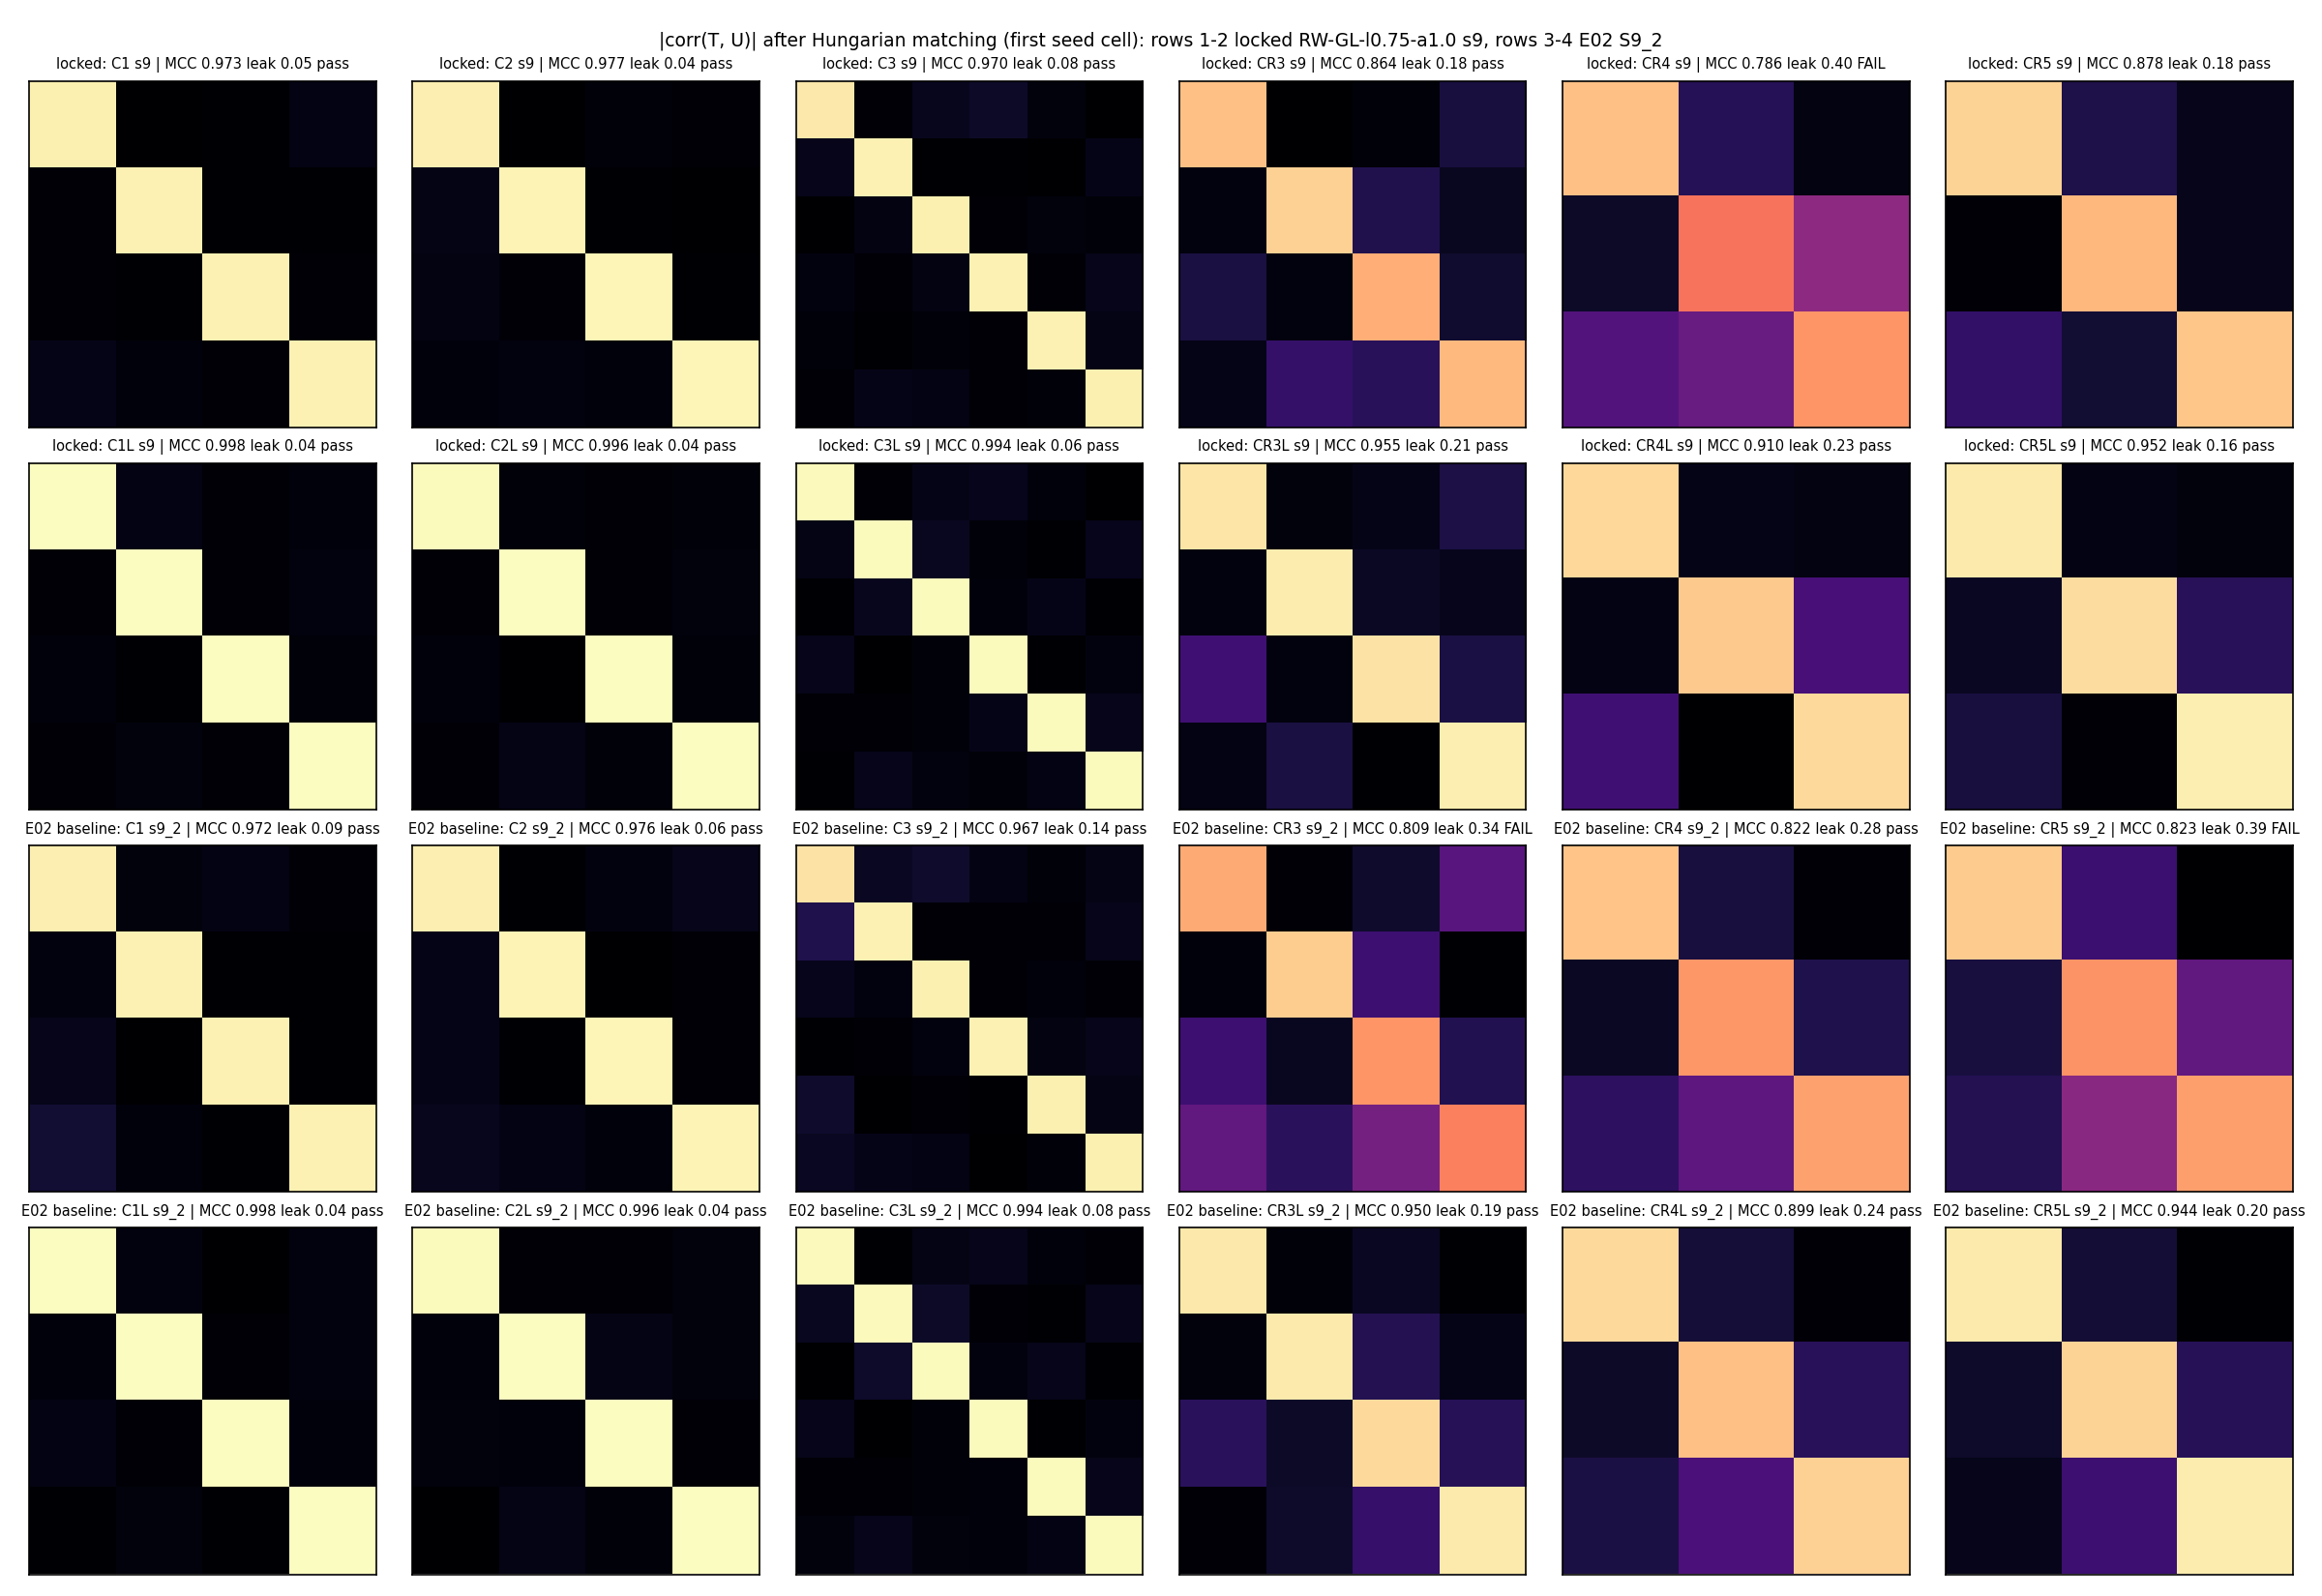 |corr(T, U)| after Hungarian matching (first seed cell): rows 1-2 locked RW-GL-l0.75-a1.0 s9, rows 3-4 E02 S9_2
locked: C1 s9 | MCC 0.973 leak 0.05 pass
locked: C2 s9 | MCC 0.977 leak 0.04 pass
locked: C3 s9 | MCC 0.970 leak 0.08 pass
locked: CR3 s9 | MCC 0.864 leak 0.18 pass
locked: CR4 s9 | MCC 0.786 leak 0.40 FAIL
locked: CR5 s9 | MCC 0.878 leak 0.18 pass
locked: C1L s9 | MCC 0.998 leak 0.04 pass
locked: C2L s9 | MCC 0.996 leak 0.04 pass
locked: C3L s9 | MCC 0.994 leak 0.06 pass
locked: CR3L s9 | MCC 0.955 leak 0.21 pass
locked: CR4L s9 | MCC 0.910 leak 0.23 pass
locked: CR5L s9 | MCC 0.952 leak 0.16 pass
E02 baseline: C1 s9_2 | MCC 0.972 leak 0.09 pass
E02 baseline: C2 s9_2 | MCC 0.976 leak 0.06 pass
E02 baseline: C3 s9_2 | MCC 0.967 leak 0.14 pass
E02 baseline: CR3 s9_2 | MCC 0.809 leak 0.34 FAIL
E02 baseline: CR4 s9_2 | MCC 0.822 leak 0.28 pass
E02 baseline: CR5 s9_2 | MCC 0.823 leak 0.39 FAIL
E02 baseline: C1L s9_2 | MCC 0.998 leak 0.04 pass
E02 baseline: C2L s9_2 | MCC 0.996 leak 0.04 pass
E02 baseline: C3L s9_2 | MCC 0.994 leak 0.08 pass
E02 baseline: CR3L s9_2 | MCC 0.950 leak 0.19 pass
E02 baseline: CR4L s9_2 | MCC 0.899 leak 0.24 pass
E02 baseline: CR5L s9_2 | MCC 0.944 leak 0.20 pass